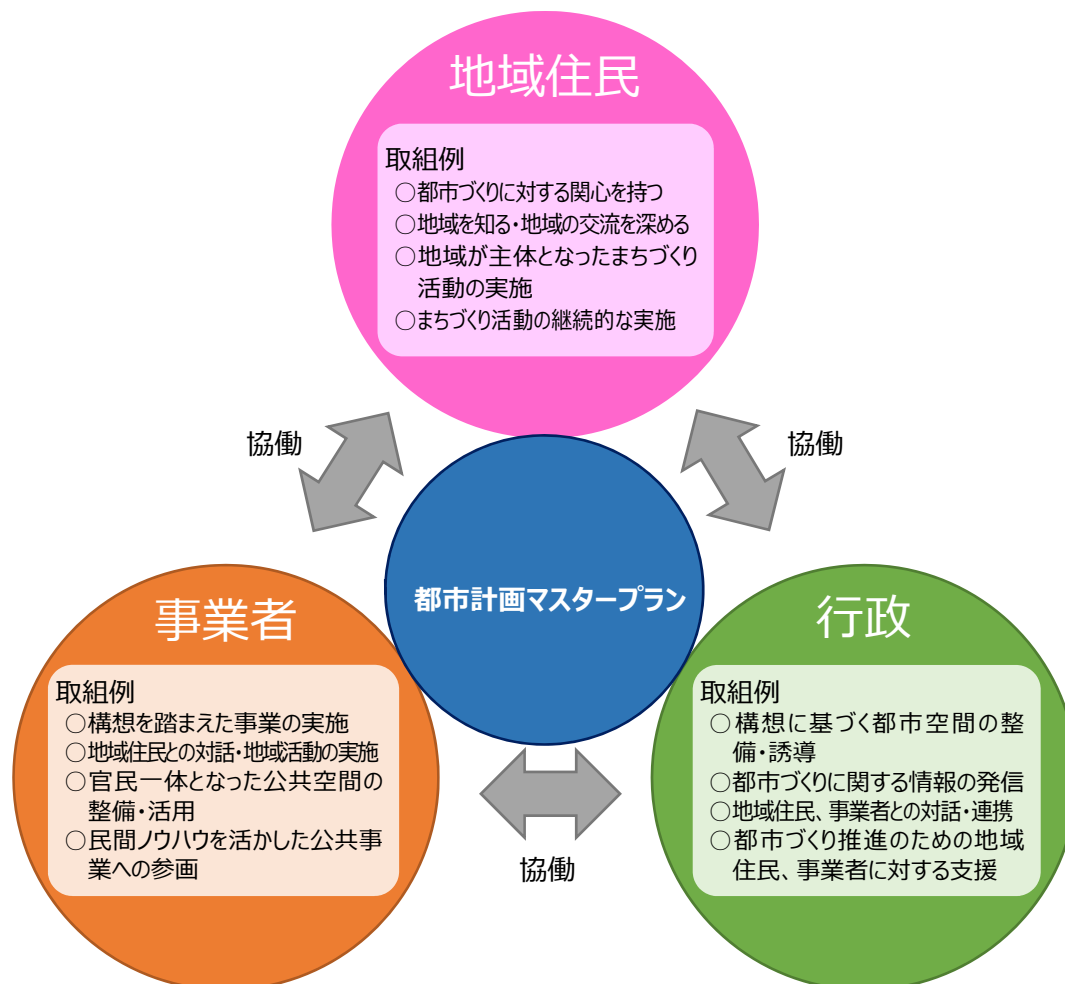 地域住民
取組例
○都市づくりに対する関心を持つ
○地域を知る・地域の交流を深める
○地域が主体となったまちづくり
活動の実施
○まちづくり活動の継続的な実施
協働
協働
都市計画マスタープラン
事業者
取組例
○構想を踏まえた事業の実施
○地域住民との対話・地域活動の実施
○官民一体となった公共空間の
整備・活用
○民間ノウハウを活かした公共事
業への参画
行政
取組例
○構想に基づく都市空間の整
備・誘導
○都市づくりに関する情報の発信
○地域住民、事業者との対話・連携
○都市づくり推進のための地域
住民、事業者に対する支援
協働